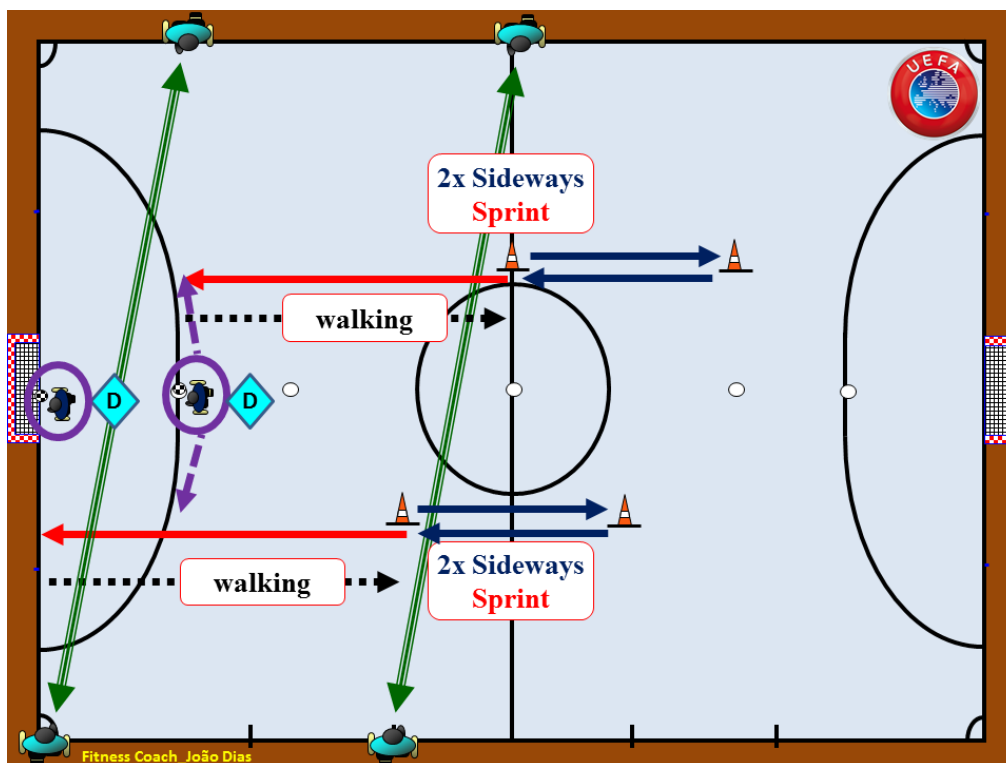 UEFA
2x Sideways
Sprint
walking
D
D
2x Sideways
Sprint
walking
Fitness Coach João Dias